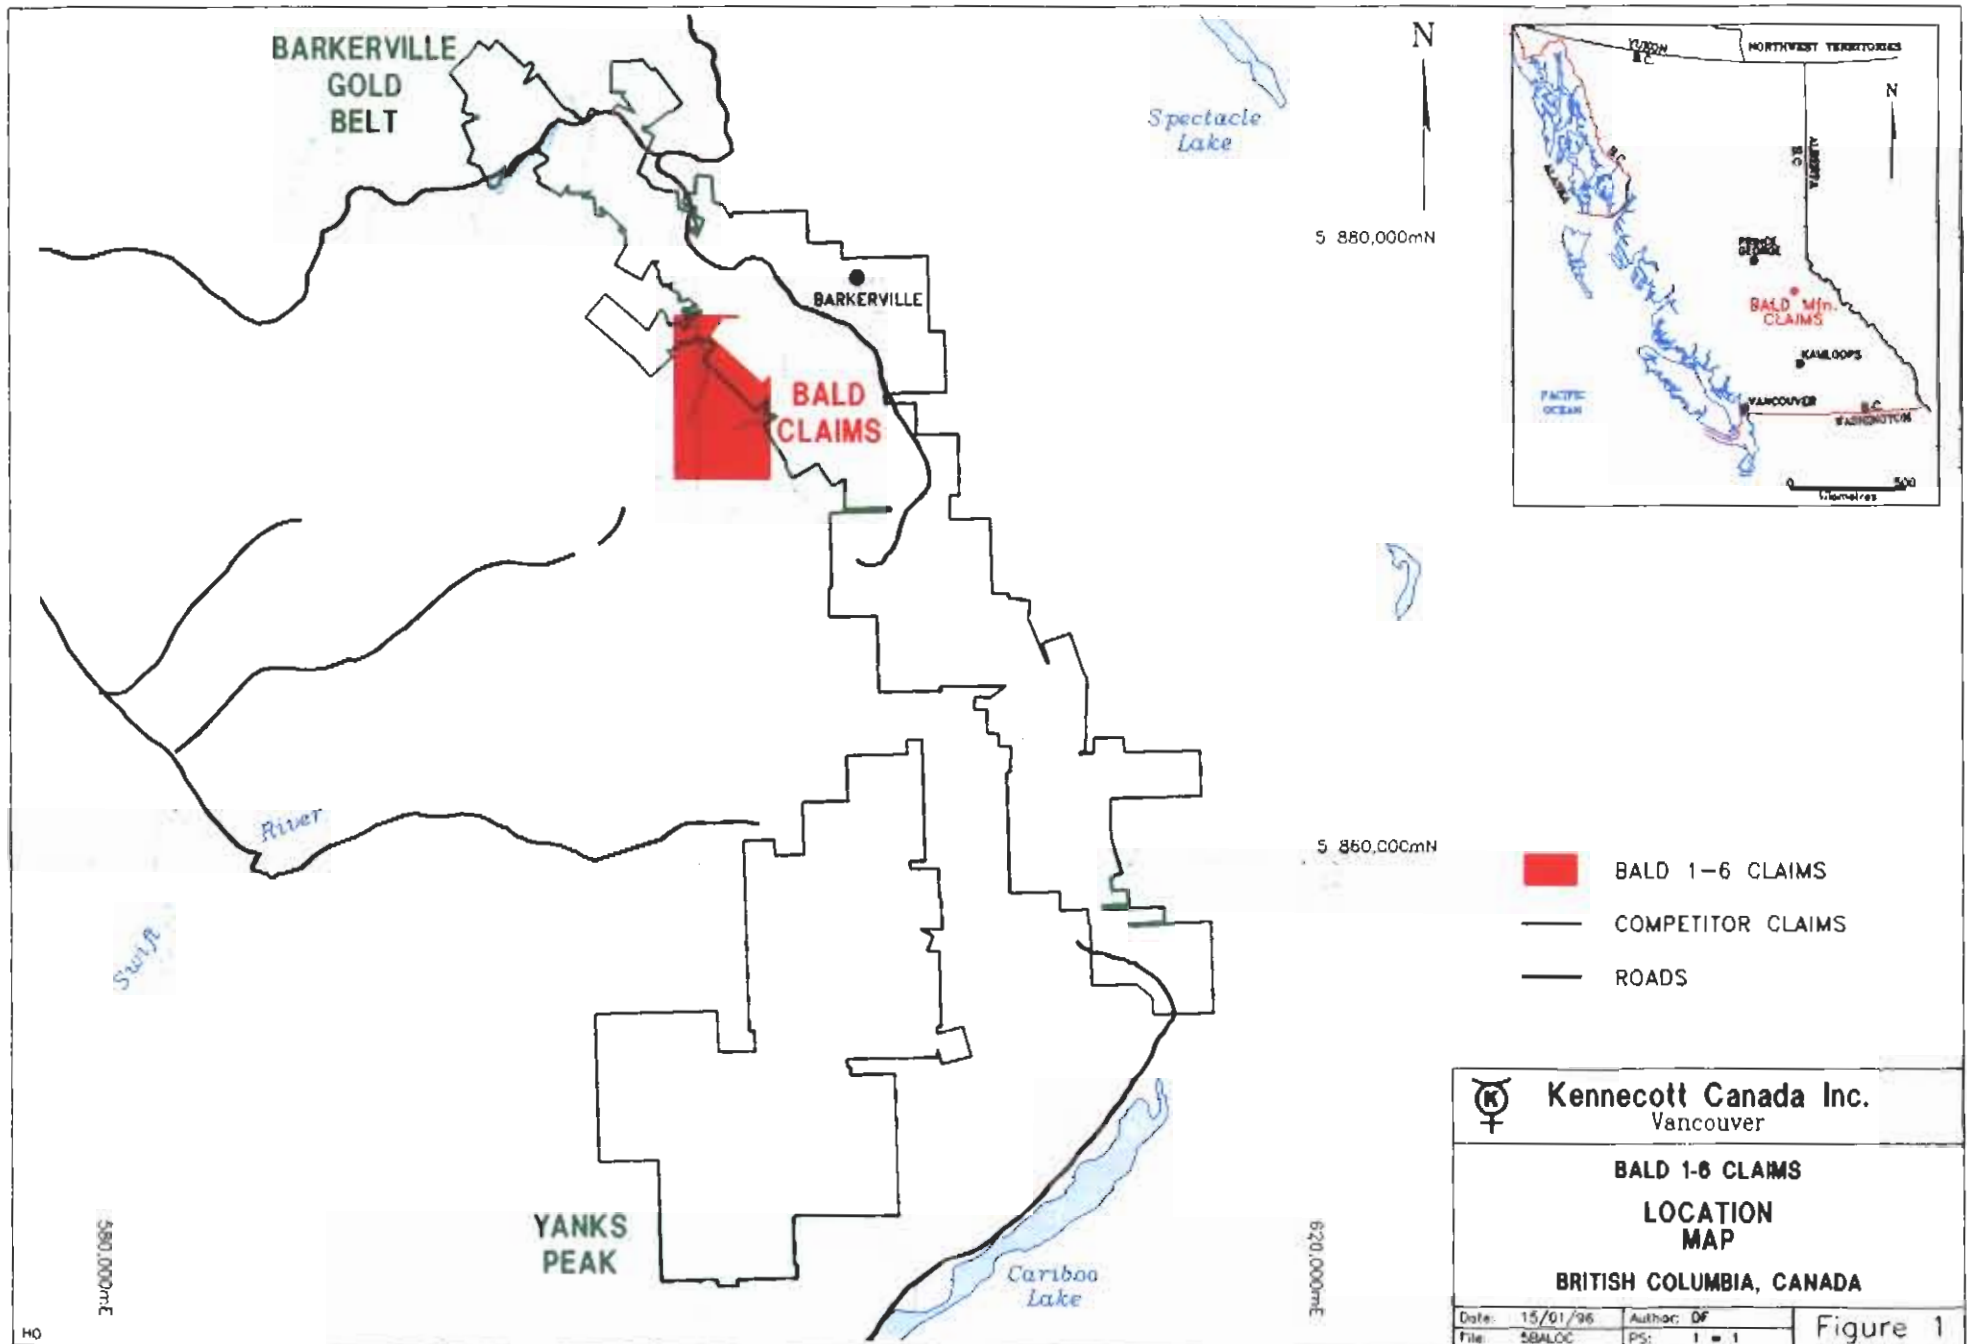 BARKERVILLE
GOLD
BELT
Spectacle
Lake
N
5 880,000mN
BARKERVILLE
BALD
CLAIMS
YUKON
B.C
NORTHWEST TERRITORIES
N
B.C
ALBERTA
B.C
ALASKA
PRINCE
GEORGE
BALD Mtn.
CLAIMS
KAMLOOPS
PACIFIC
OCEAN
VANCOUVER
B.C
WASHINGTON
0 500
kilometres
River
Swift
5 860,000mN
BALD 1-6 CLAIMS
COMPETITOR CLAIMS
ROADS
YANKS
PEAK
Cariboo
Lake
580,000mE
620,000mE
K
Kennecott Canada Inc.
Vancouver
BALD 1-6 CLAIMS
LOCATION
MAP
BRITISH COLUMBIA, CANADA
Date: 15/01/96 Author: DF
File: 5BALOC PS: 1 = 1
Figure 1
HO